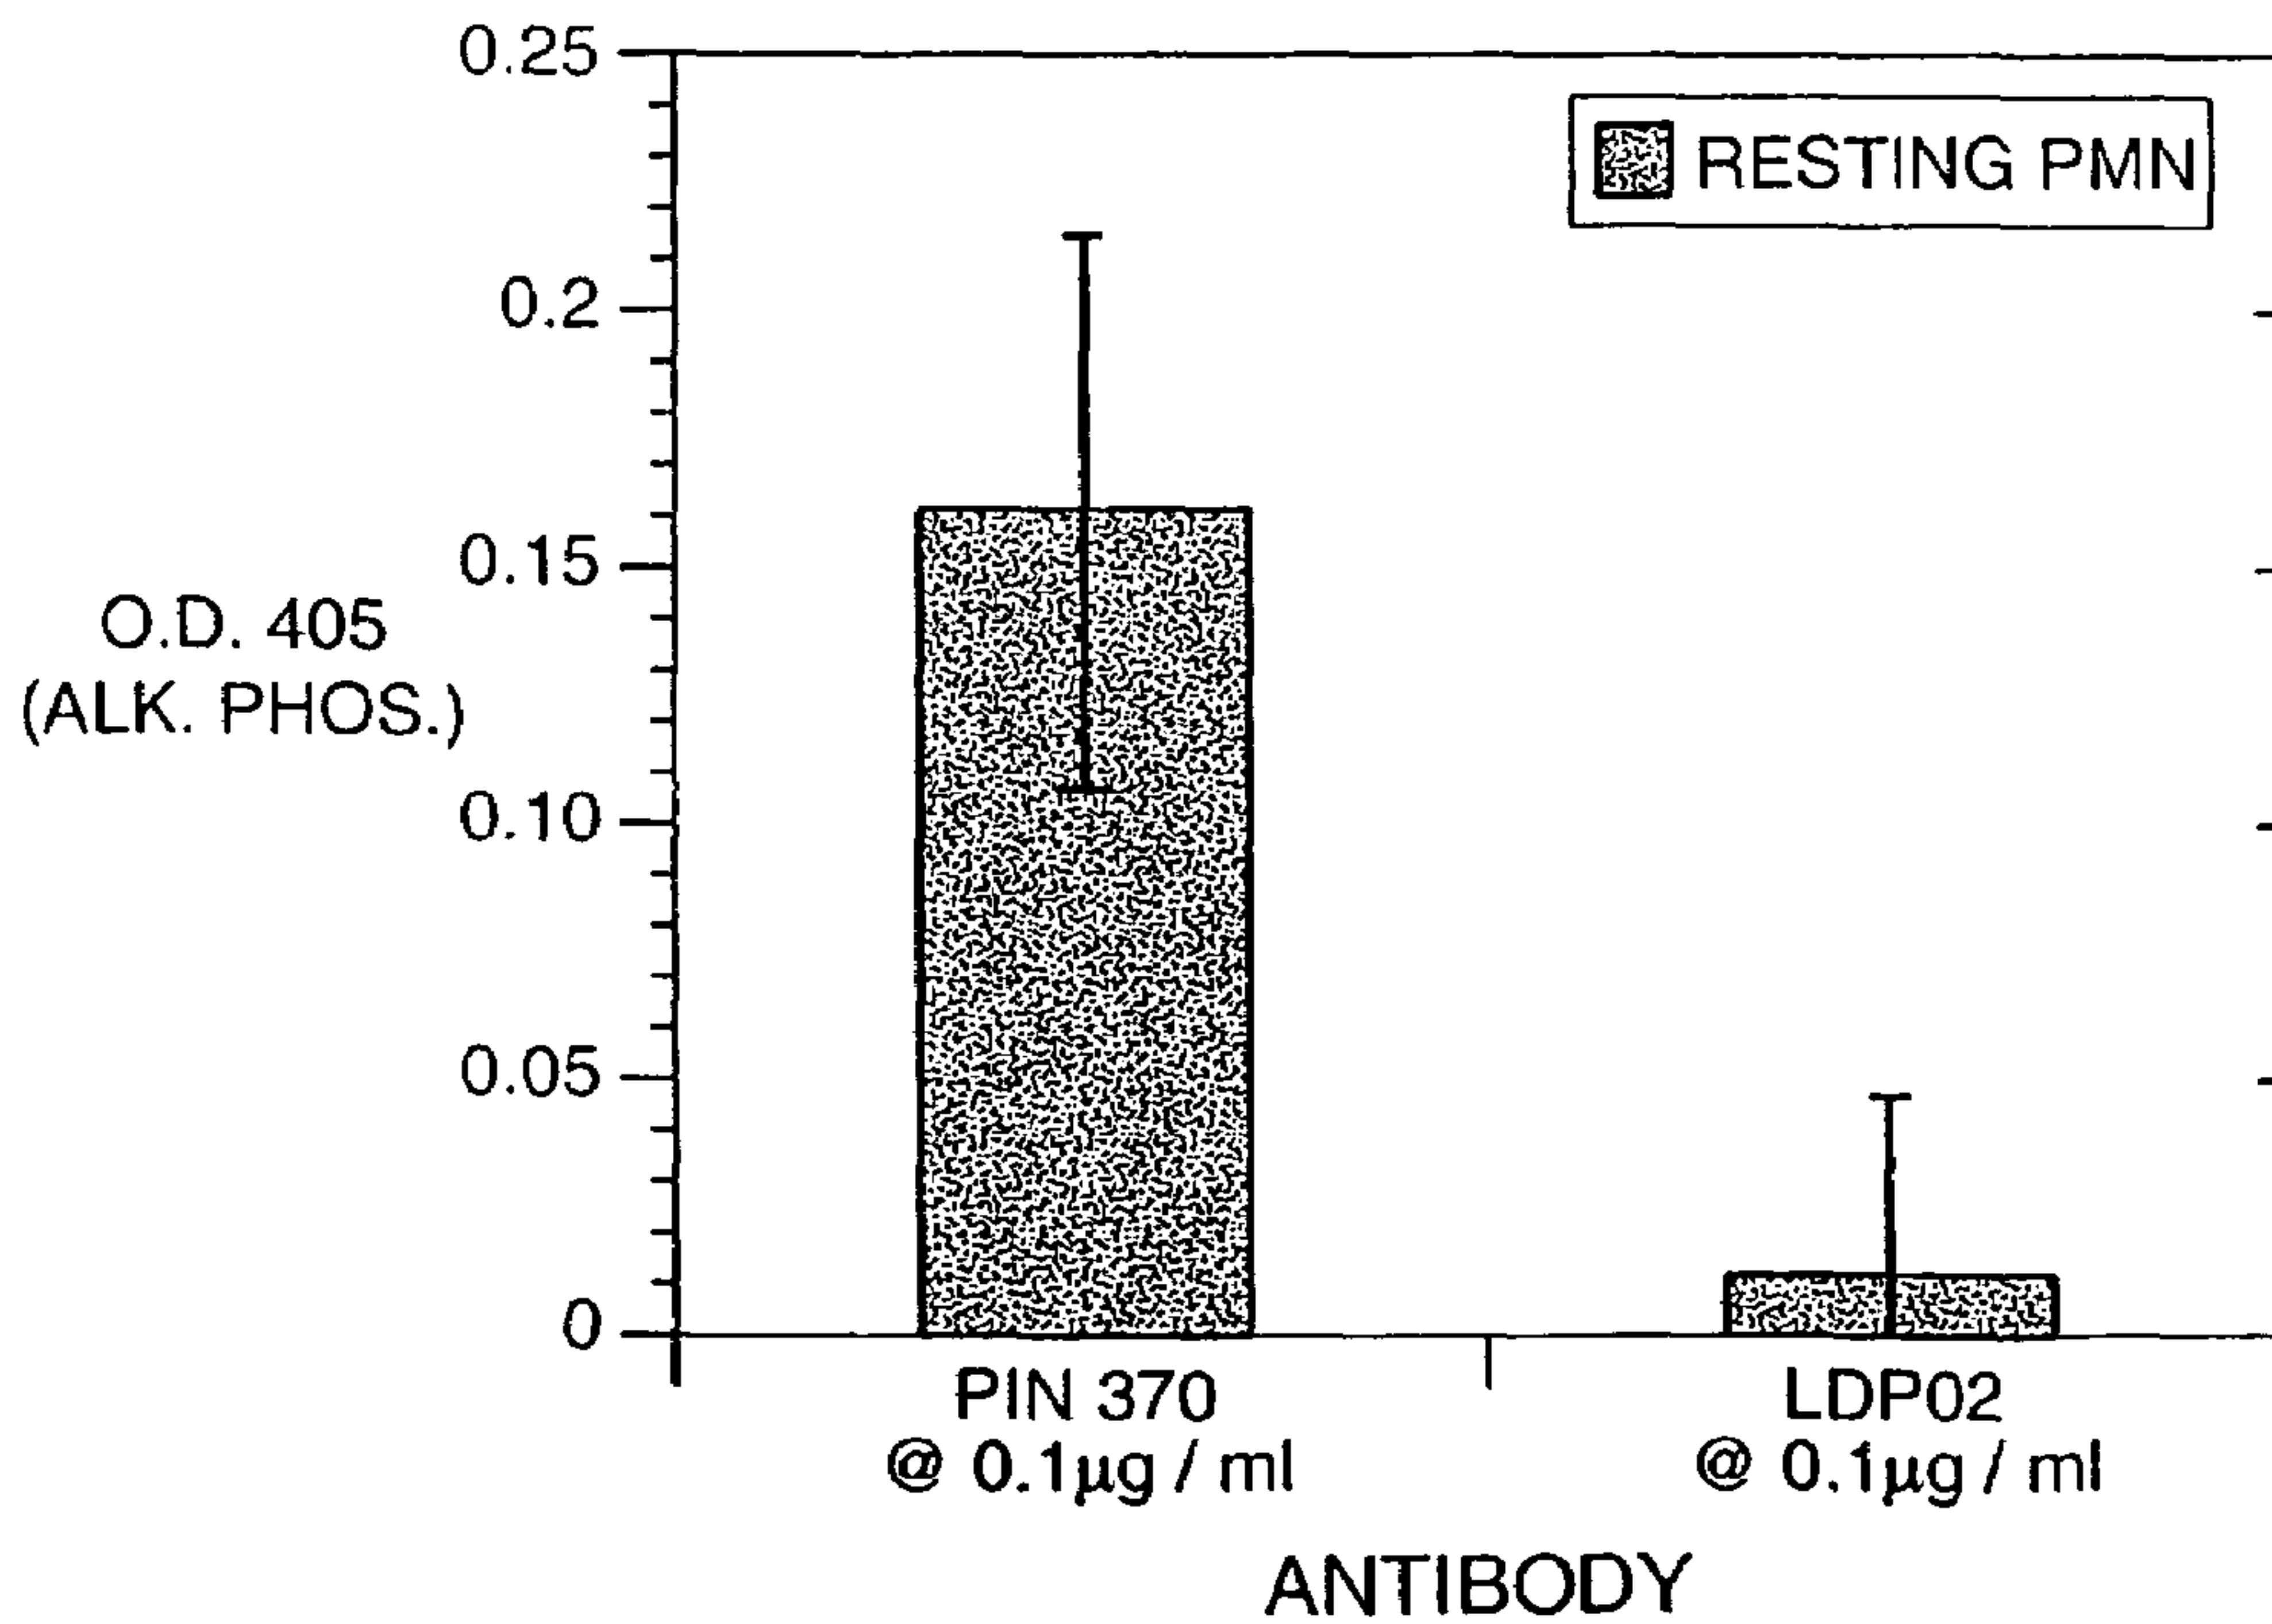 0.25
0.2
0.15
0.10
0.05
0
O.D. 405
(ALK. PHOS.)
RESTING PMN
PIN 370
@ 0.1µg / ml
LDP02
@ 0.1µg / ml
ANTIBODY